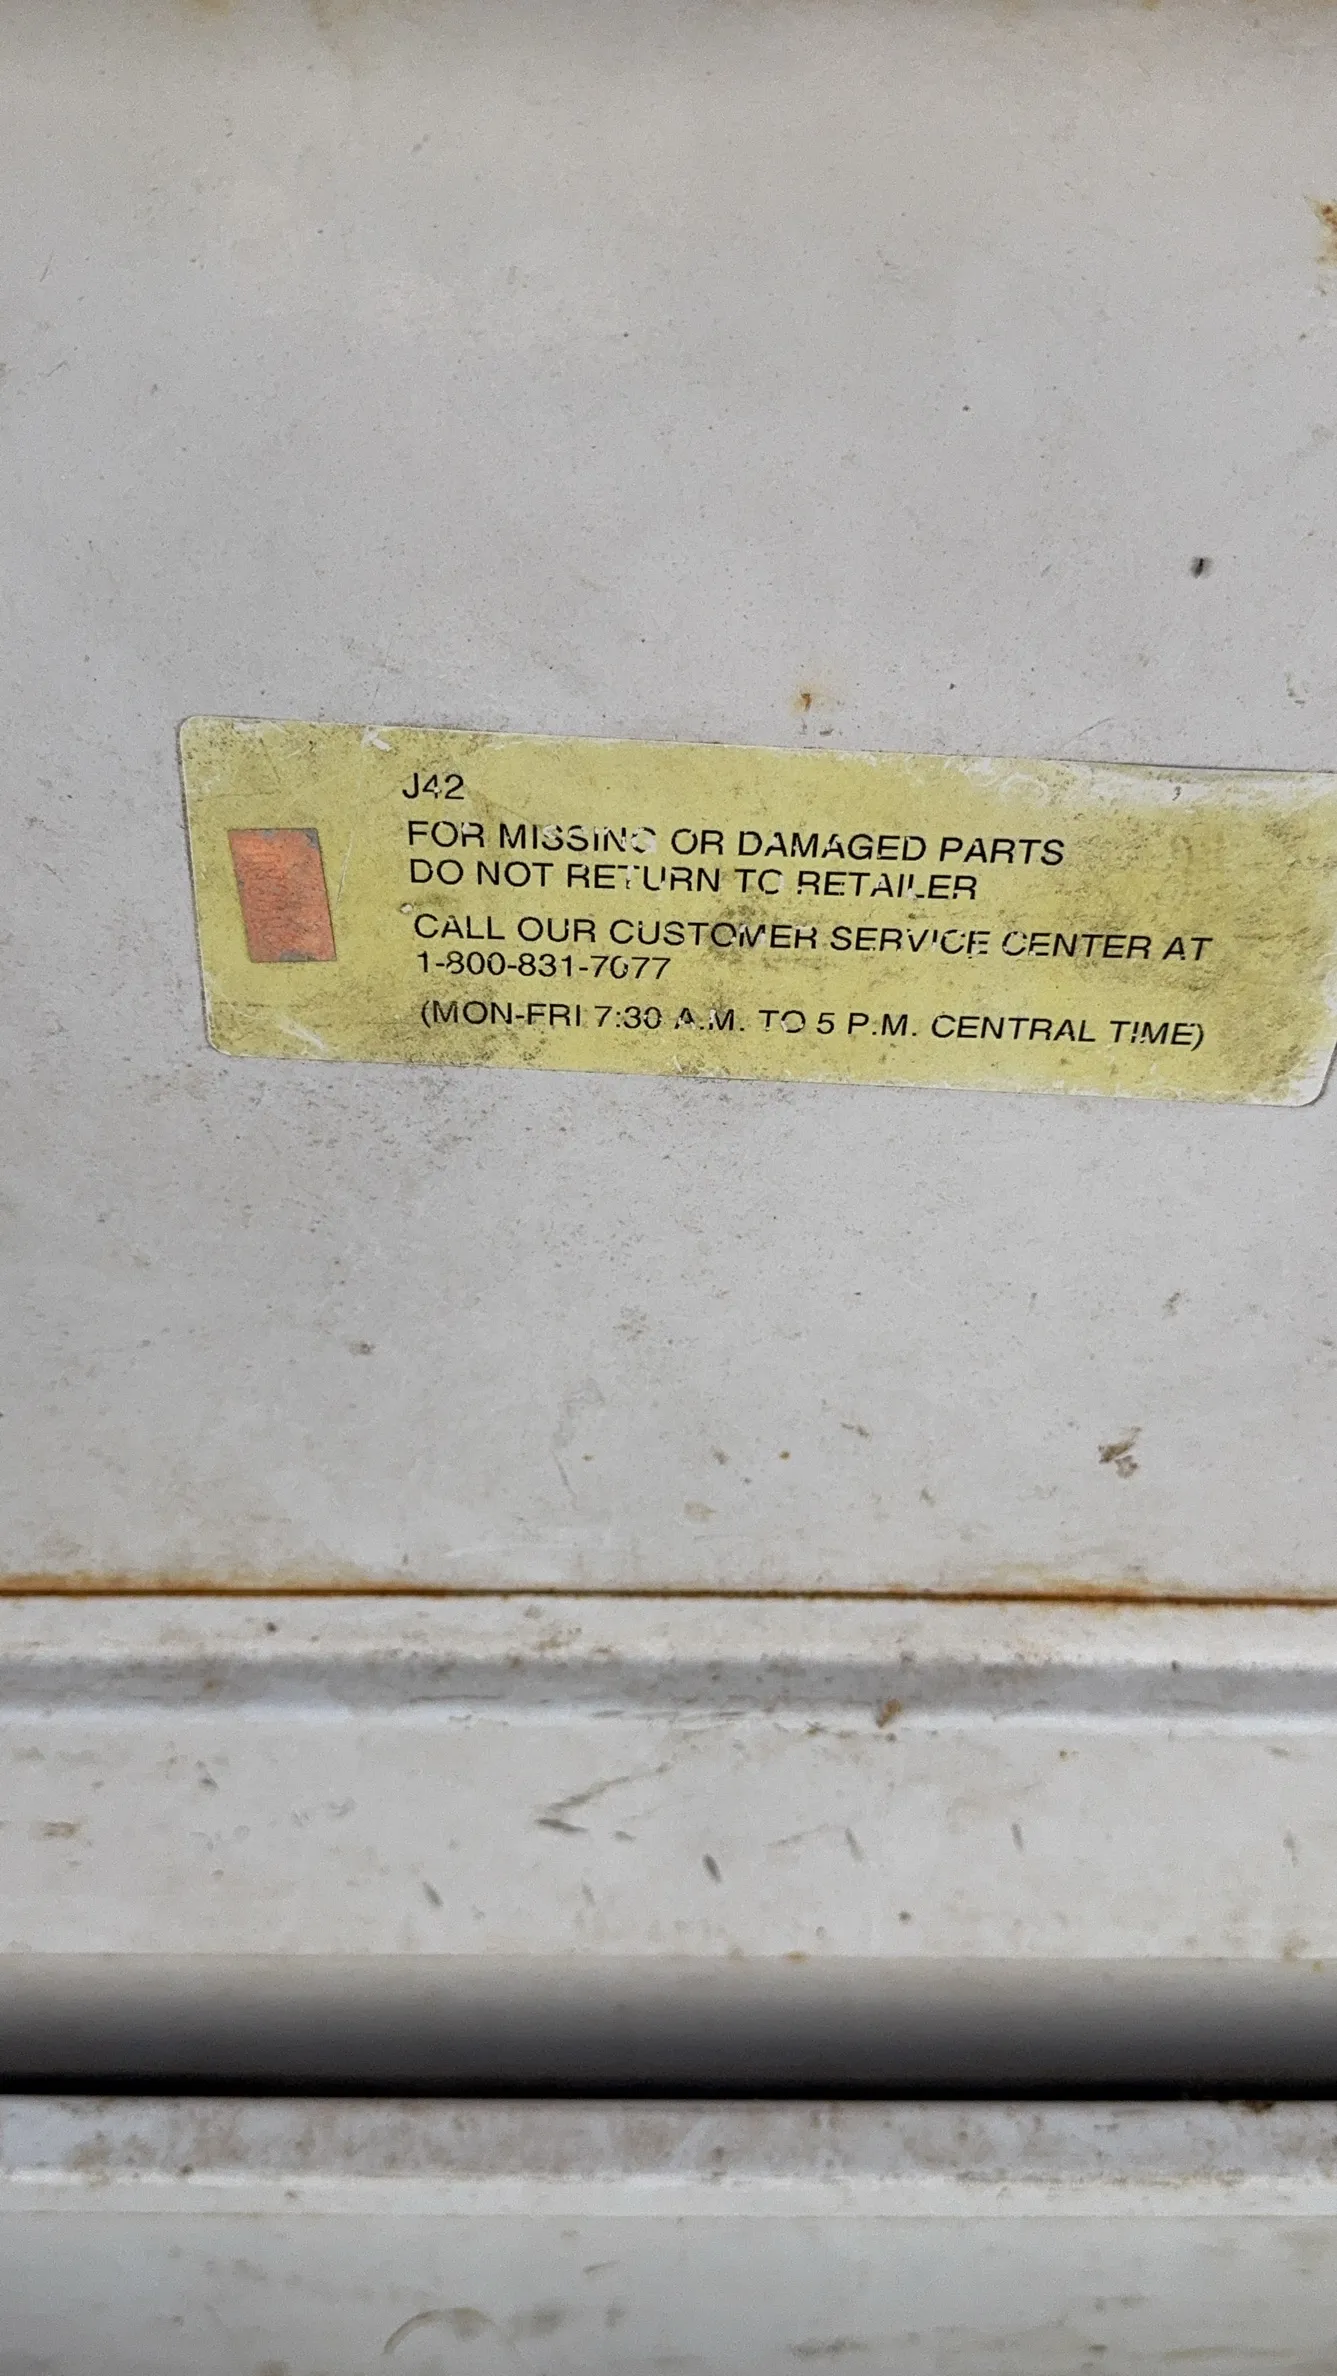 J42
FOR MISSING OR DAMAGED PARTS
DO NOT RETURN TO RETAILER
CALL OUR CUSTOMER SERVICE CENTER AT
1-800-831-7077
(MON-FRI 7:30 A.M. TO 5 P.M. CENTRAL TIME)